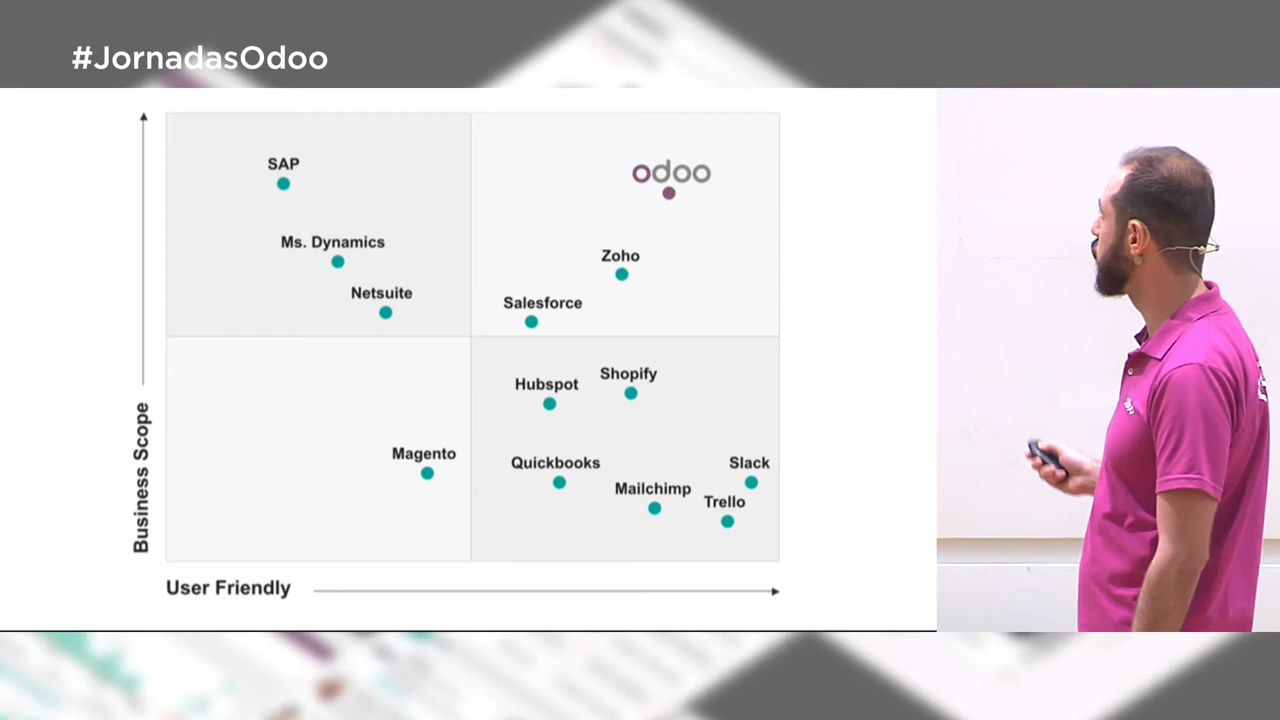 #JornadasOdoo
SAP
odoo
Ms. Dynamics
Zoho
Netsuite
Salesforce
Shopify
Hubspot
Magento
Quickbooks
Slack
Mailchimp
Trello
Business Scope
User Friendly